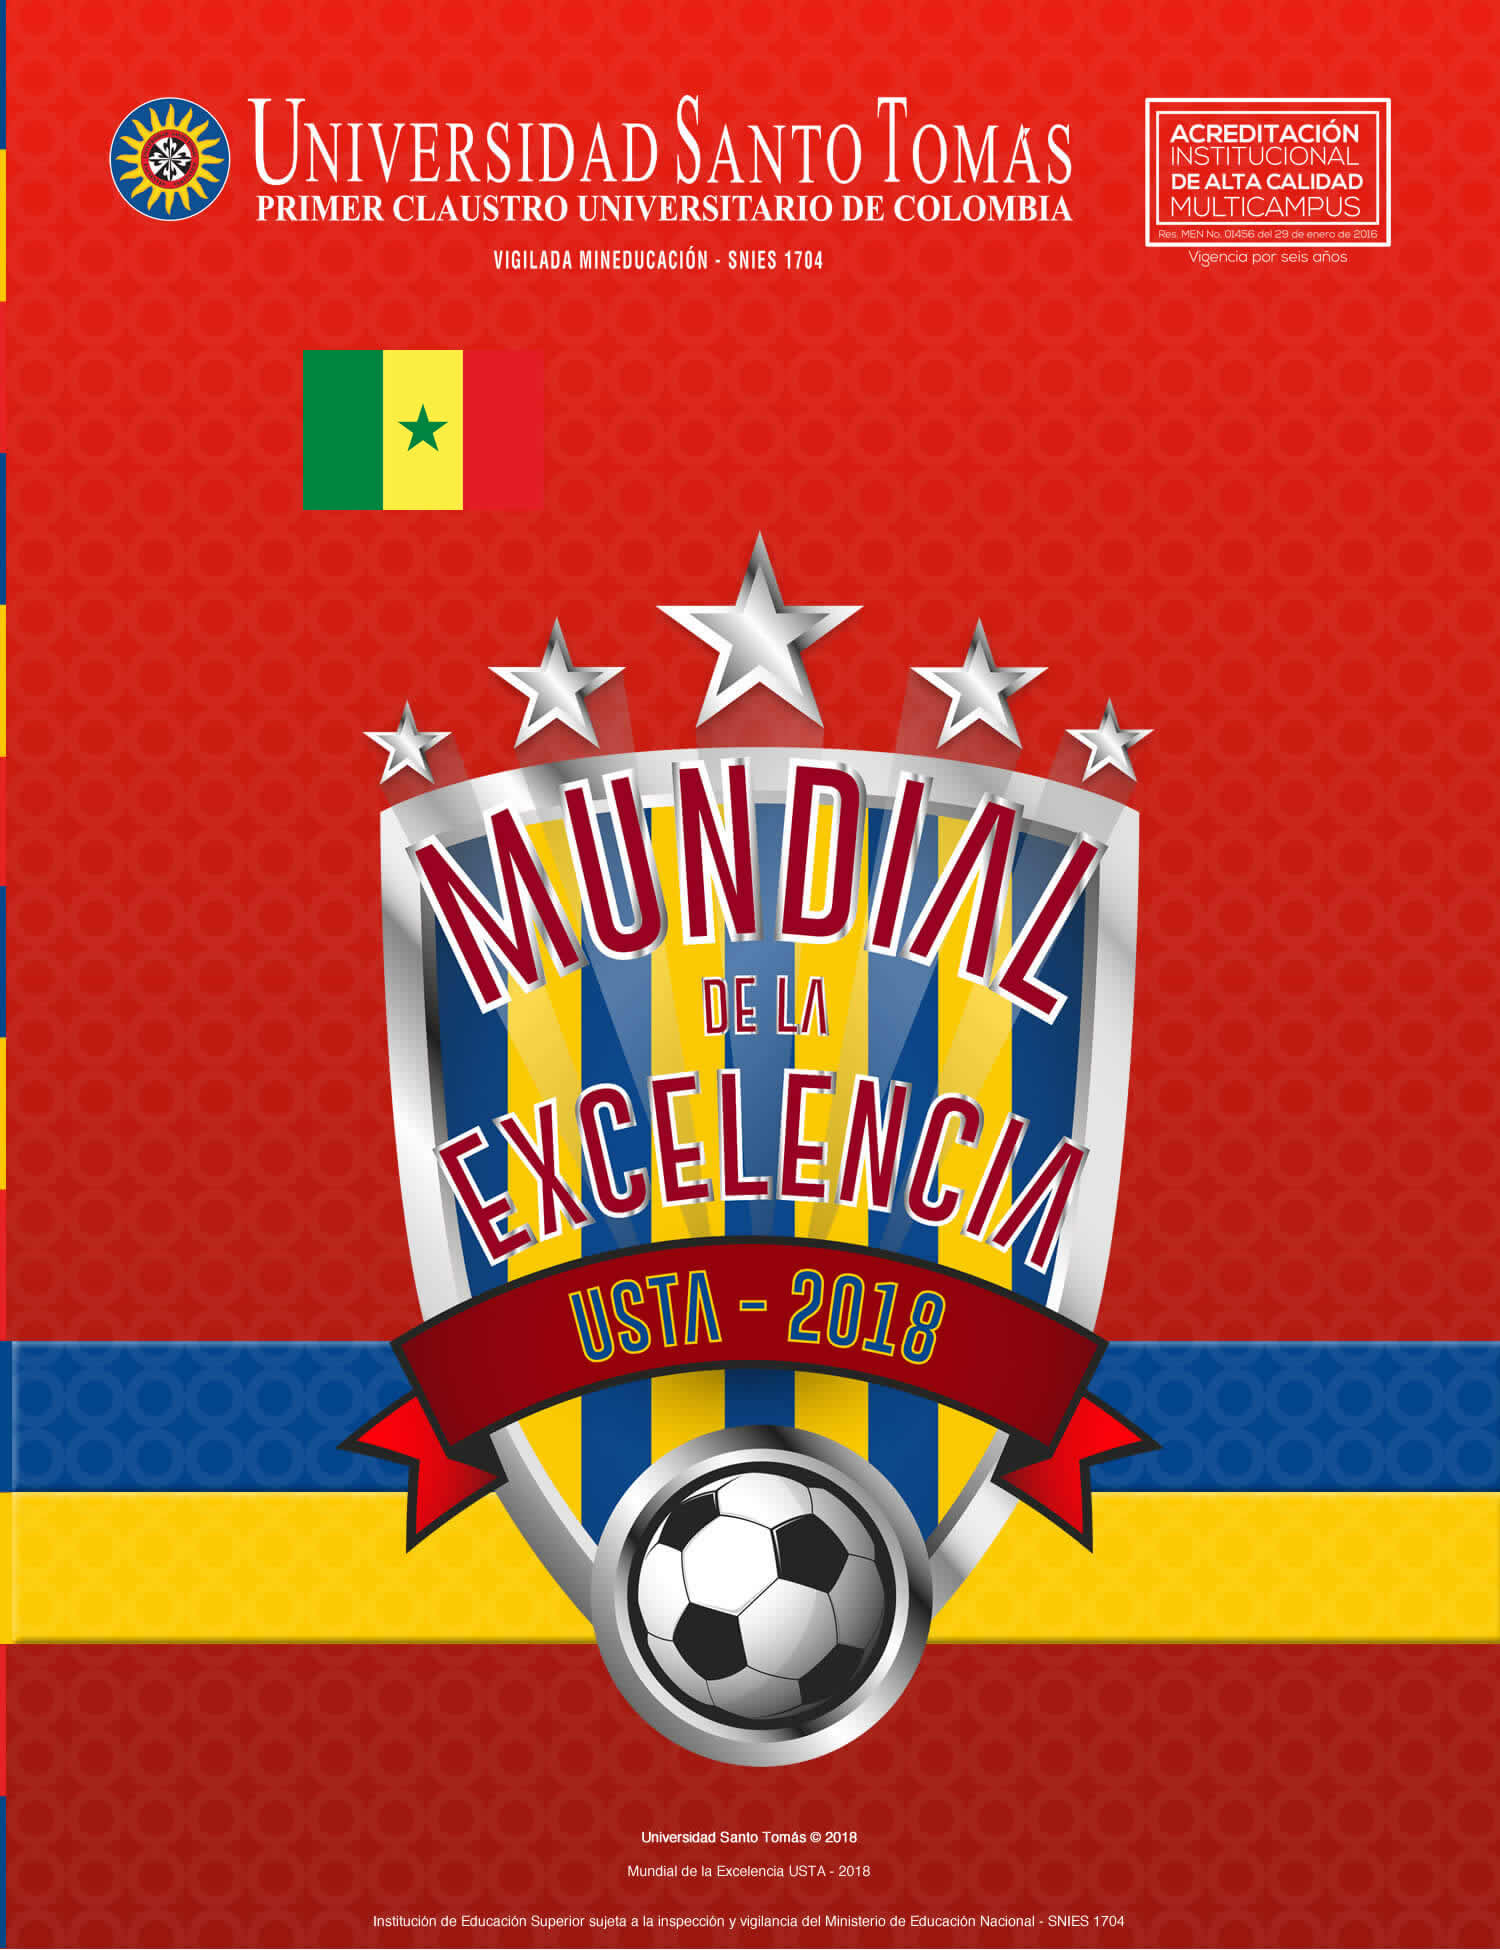 UNIVERSIDAD SANTO TOMÁS
PRIMER CLAUSTRO UNIVERSITARIO DE COLOMBIA
VIGILADA MINEDUCACIÓN - SNIES 1704
ACREDITACIÓN
INSTITUCIONAL
DE ALTA CALIDAD
MULTICAMPUS
Res. MEN No. 01456 del 29 de enero de 2016
Vigencia por seis años
MUNDIAL
DE LA
EXCELENCIA
USTA - 2018
Universidad Santo Tomás © 2018
Mundial de la Excelencia USTA - 2018
Institución de Educación Superior sujeta a la inspección y vigilancia del Ministerio de Educación Nacional - SNIES 1704